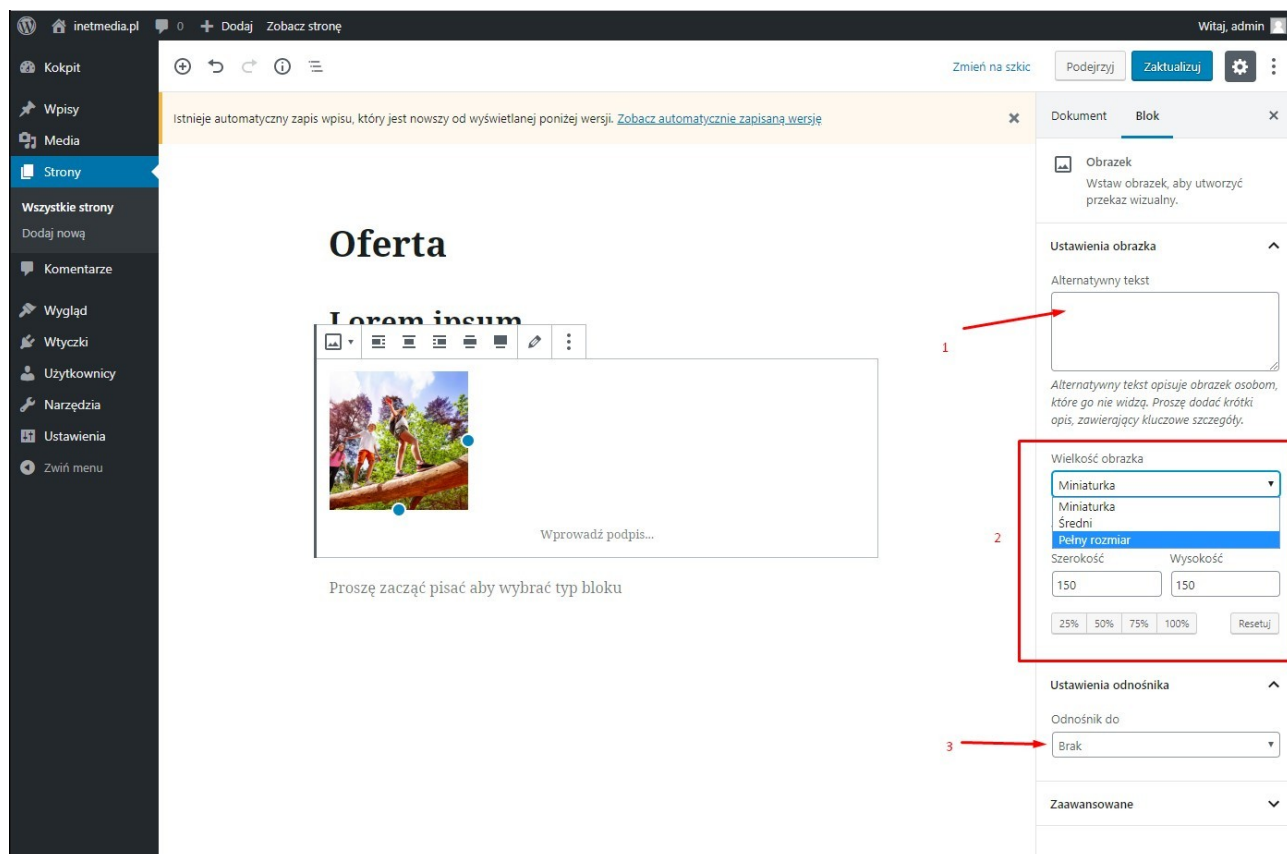 inetmedia.pl 0 Dodaj Zobacz stronę Witaj, admin
Kokpit
Wpisy
Media
Strony
Wszystkie strony
Dodaj nową
Komentarze
Wygląd
Wtyczki
Użytkownicy
Narzędzia
Ustawienia
Zwiń menu
Zmień na szkic Podejrzyj Zaktualizuj
Istnieje automatyczny zapis wpisu, który jest nowszy od wyświetlanej poniżej wersji. Zobacz automatycznie zapisaną wersję
Oferta
Lorem ipsum
Wprowadź podpis...
Proszę zacząć pisać aby wybrać typ bloku
Dokument Blok
Obrazek
Wstaw obrazek, aby utworzyć
przekaz wizualny.
Ustawienia obrazka
Alternatywny tekst
1
Alternatywny tekst opisuje obrazek osobom,
które go nie widzą. Proszę dodać krótki
opis, zawierający kluczowe szczegóły.
Wielkość obrazka
Miniaturka
Miniaturka
Średni
2
Pełny rozmiar
Szerokość Wysokość
150 150
25% 50% 75% 100% Resetuj
Ustawienia odnośnika
Odnośnik do
3
Brak
Zaawansowane